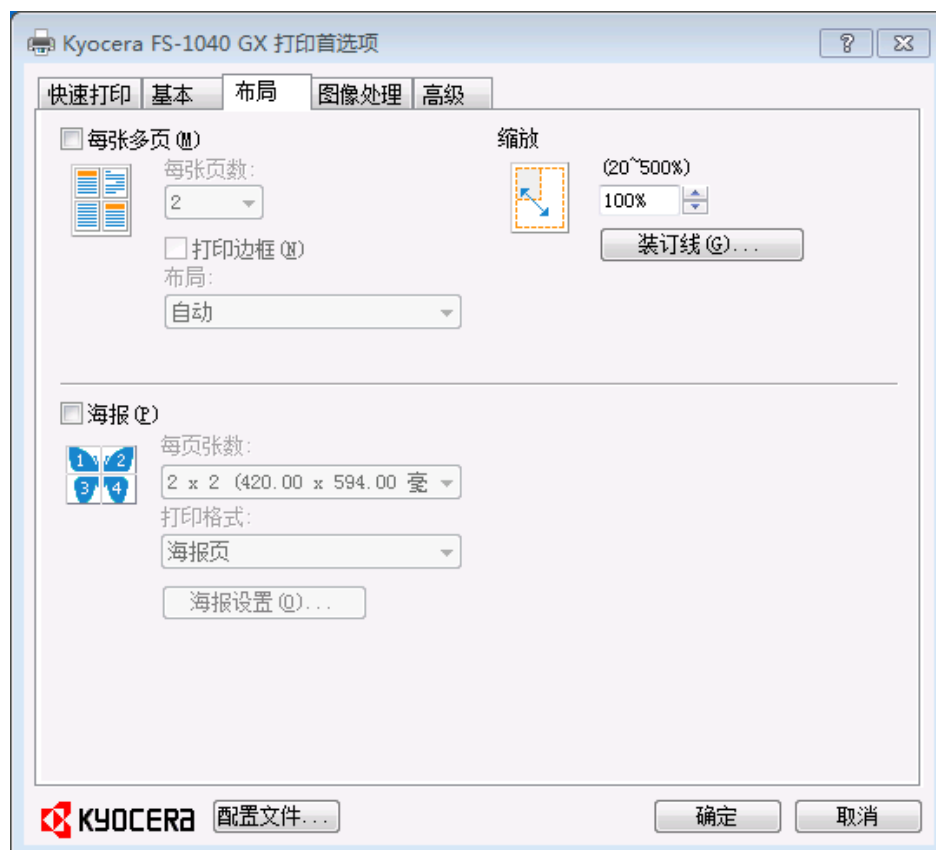 Kyocera FS-1040 GX 打印首选项
快速打印 基本 布局 图像处理 高级
每张多页(M)
每张页数:
2
打印边框(N)
布局:
自动
缩放
(20~500%)
100%
装订线(G)...
海报(P)
1 2
3 4
每页张数:
2 x 2 (420.00 x 594.00 毫
打印格式:
海报页
海报设置(O)...
KYOCERA 配置文件... 确定 取消